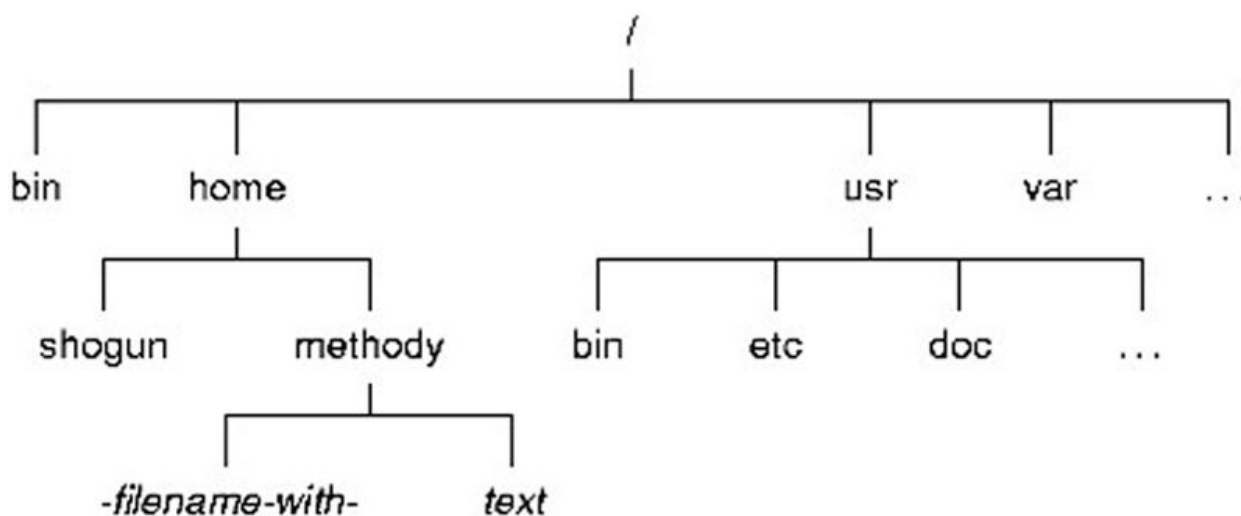 /
bin home usr var ...
shogun methody bin etc doc ...
-filename-with- text